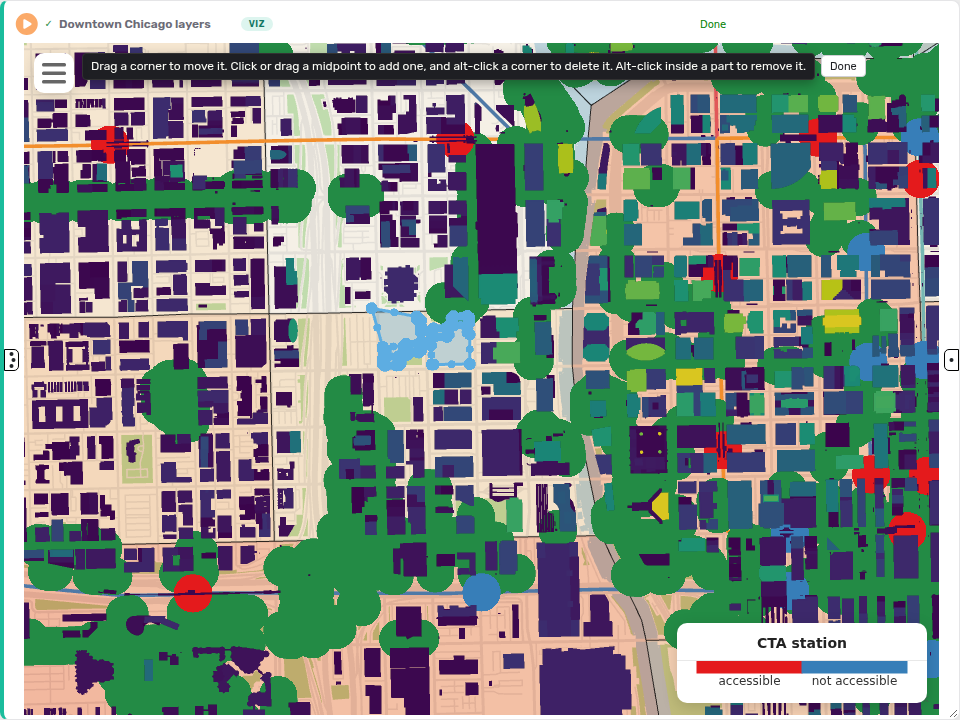 ✓ Downtown Chicago layers VIZ Done
Drag a corner to move it. Click or drag a midpoint to add one, and alt-click a corner to delete it. Alt-click inside a part to remove it. Done
CTA station
accessible not accessible